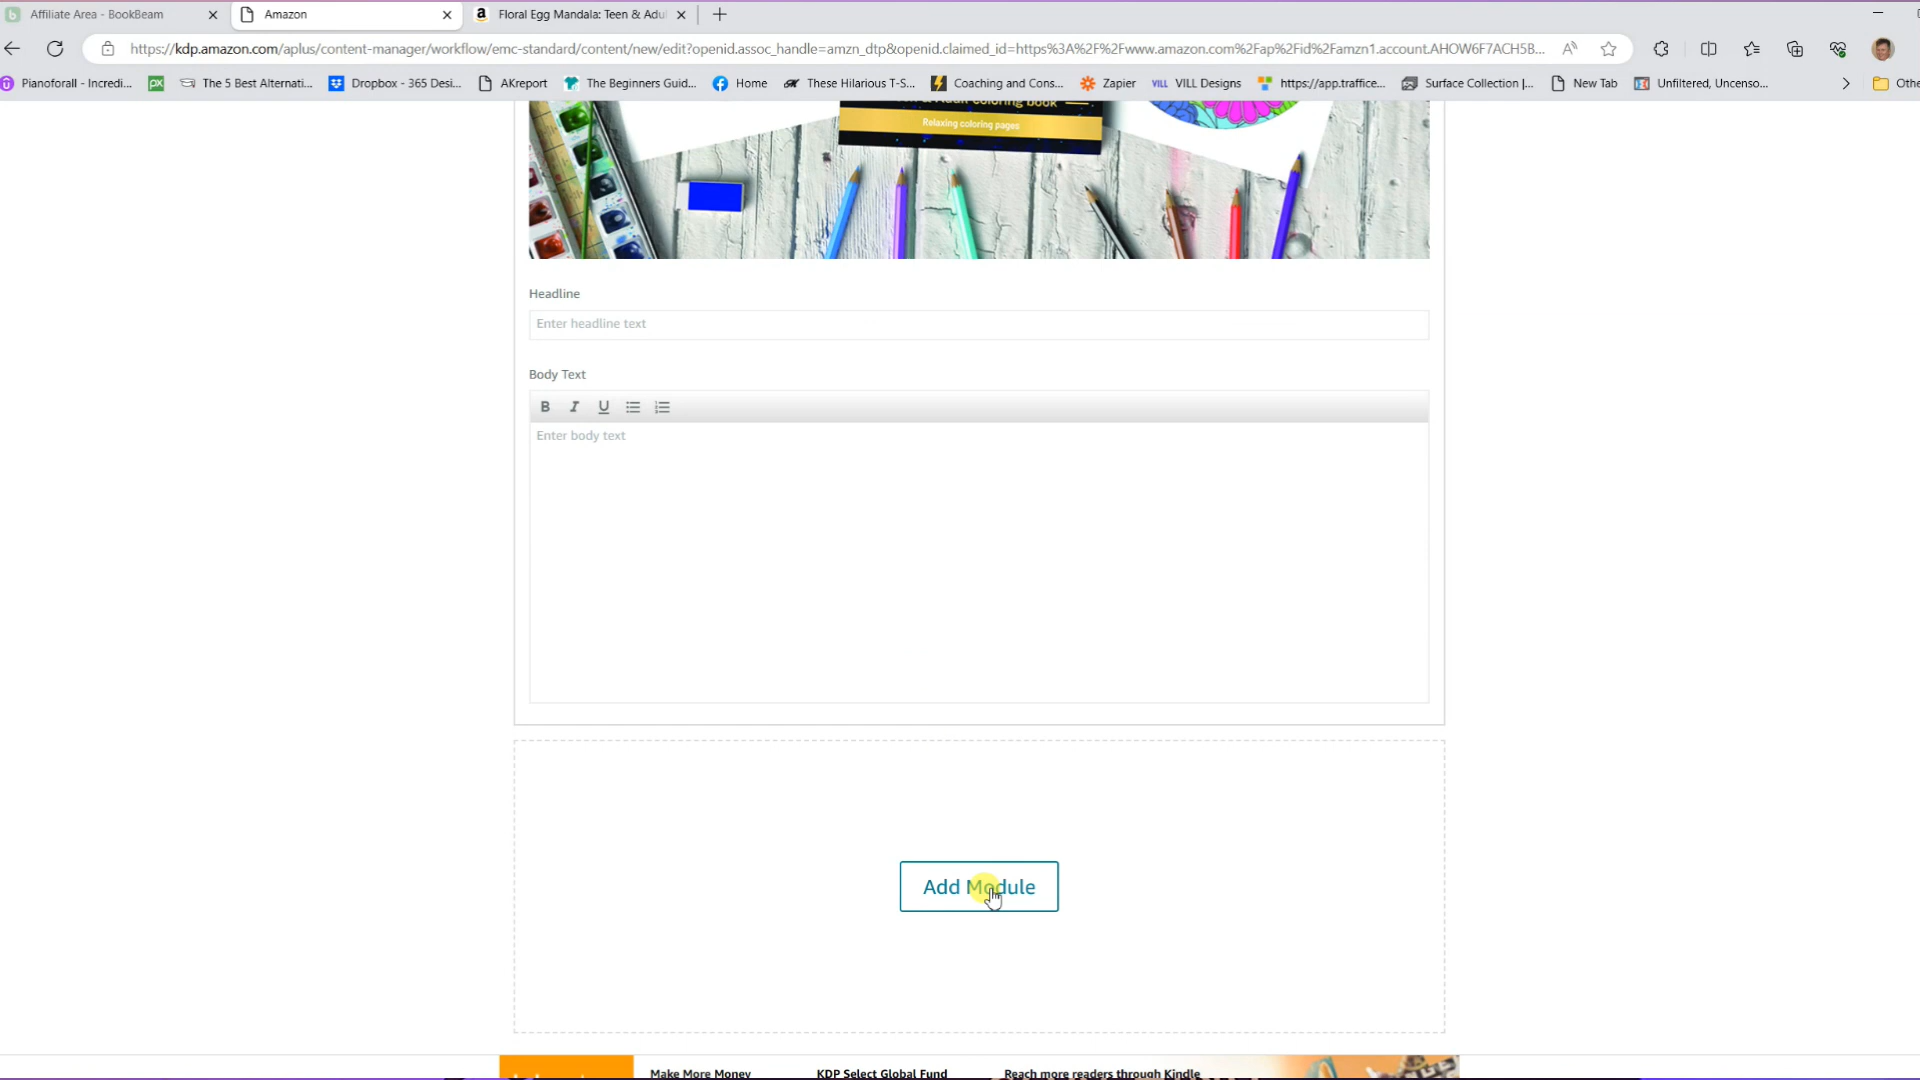 Affiliate Area - BookBeam
Amazon
Floral Egg Mandala: Teen & Adu
https://kdp.amazon.com/aplus/content-manager/workflow/emc-standard/content/new/edit?openid.assoc_handle=amzn_dtp&openid.claimed_id=https%3A%2F%2Fwww.amazon.com%2Fap%2Fid%2Famzn1.account.AHOW6F7ACH5B...
Pianoforall - Incredi... The 5 Best Alternati... Dropbox - 365 Desi... AKreport The Beginners Guid... Home These Hilarious T-S... Coaching and Cons... Zapier VILL VILL Designs https://app.traffice... Surface Collection |... New Tab Unfiltered, Uncenso... Othe
& Adult coloring book
Relaxing coloring pages
Headline
Enter headline text
Body Text
B I U
Enter body text
Add Module
Make More Money KDP Select Global Fund Reach more readers through Kindle